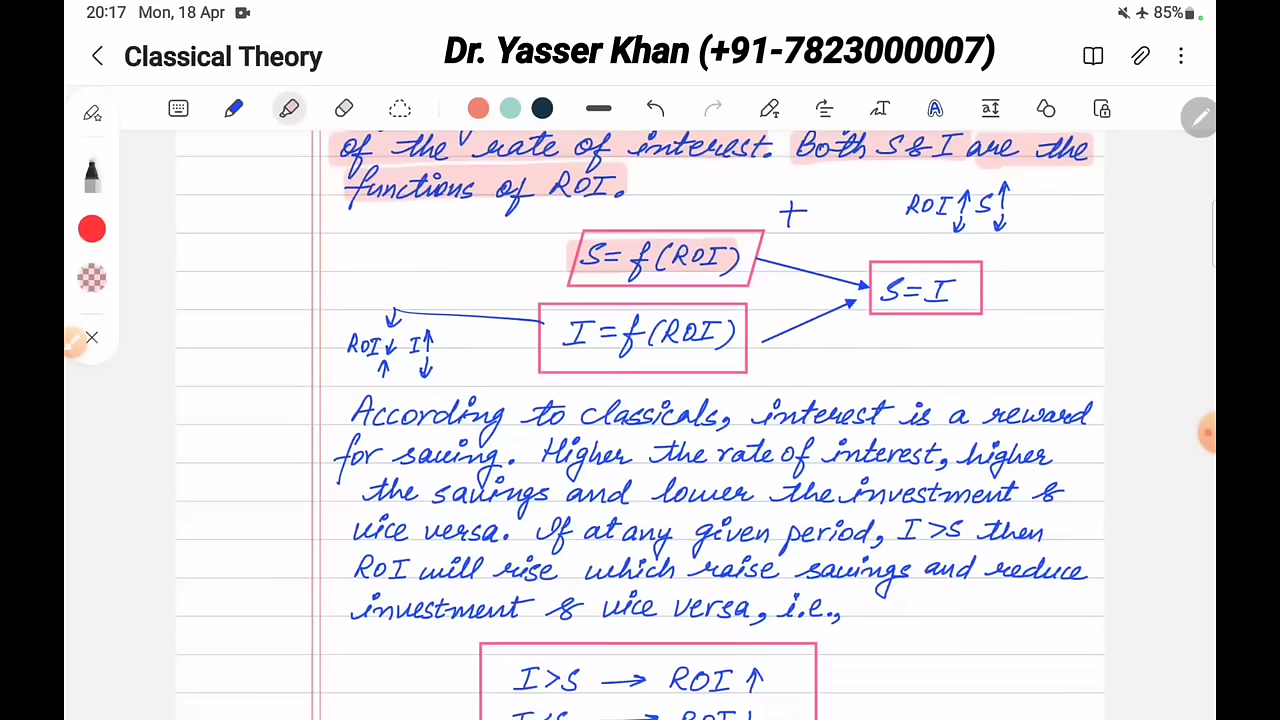 20:17 Mon, 18 Apr 85%
Classical Theory
Dr. Yasser Khan (+91-7823000007)
of the rate of interest. Both S & I are the
functions of ROI.
+
ROI↑ S↑
↓ ↓
S = f(ROI)
S = I
I = f(ROI)
↓
ROI↓ I↑
↑ ↓
According to classicals, interest is a reward
for saving. Higher the rate of interest, higher
the savings and lower the investment &
vice versa. If at any given period, I > S then
ROI will rise which raise savings and reduce
investment & vice versa, i.e.,
I > S → ROI ↑
I < S → ROI ↓